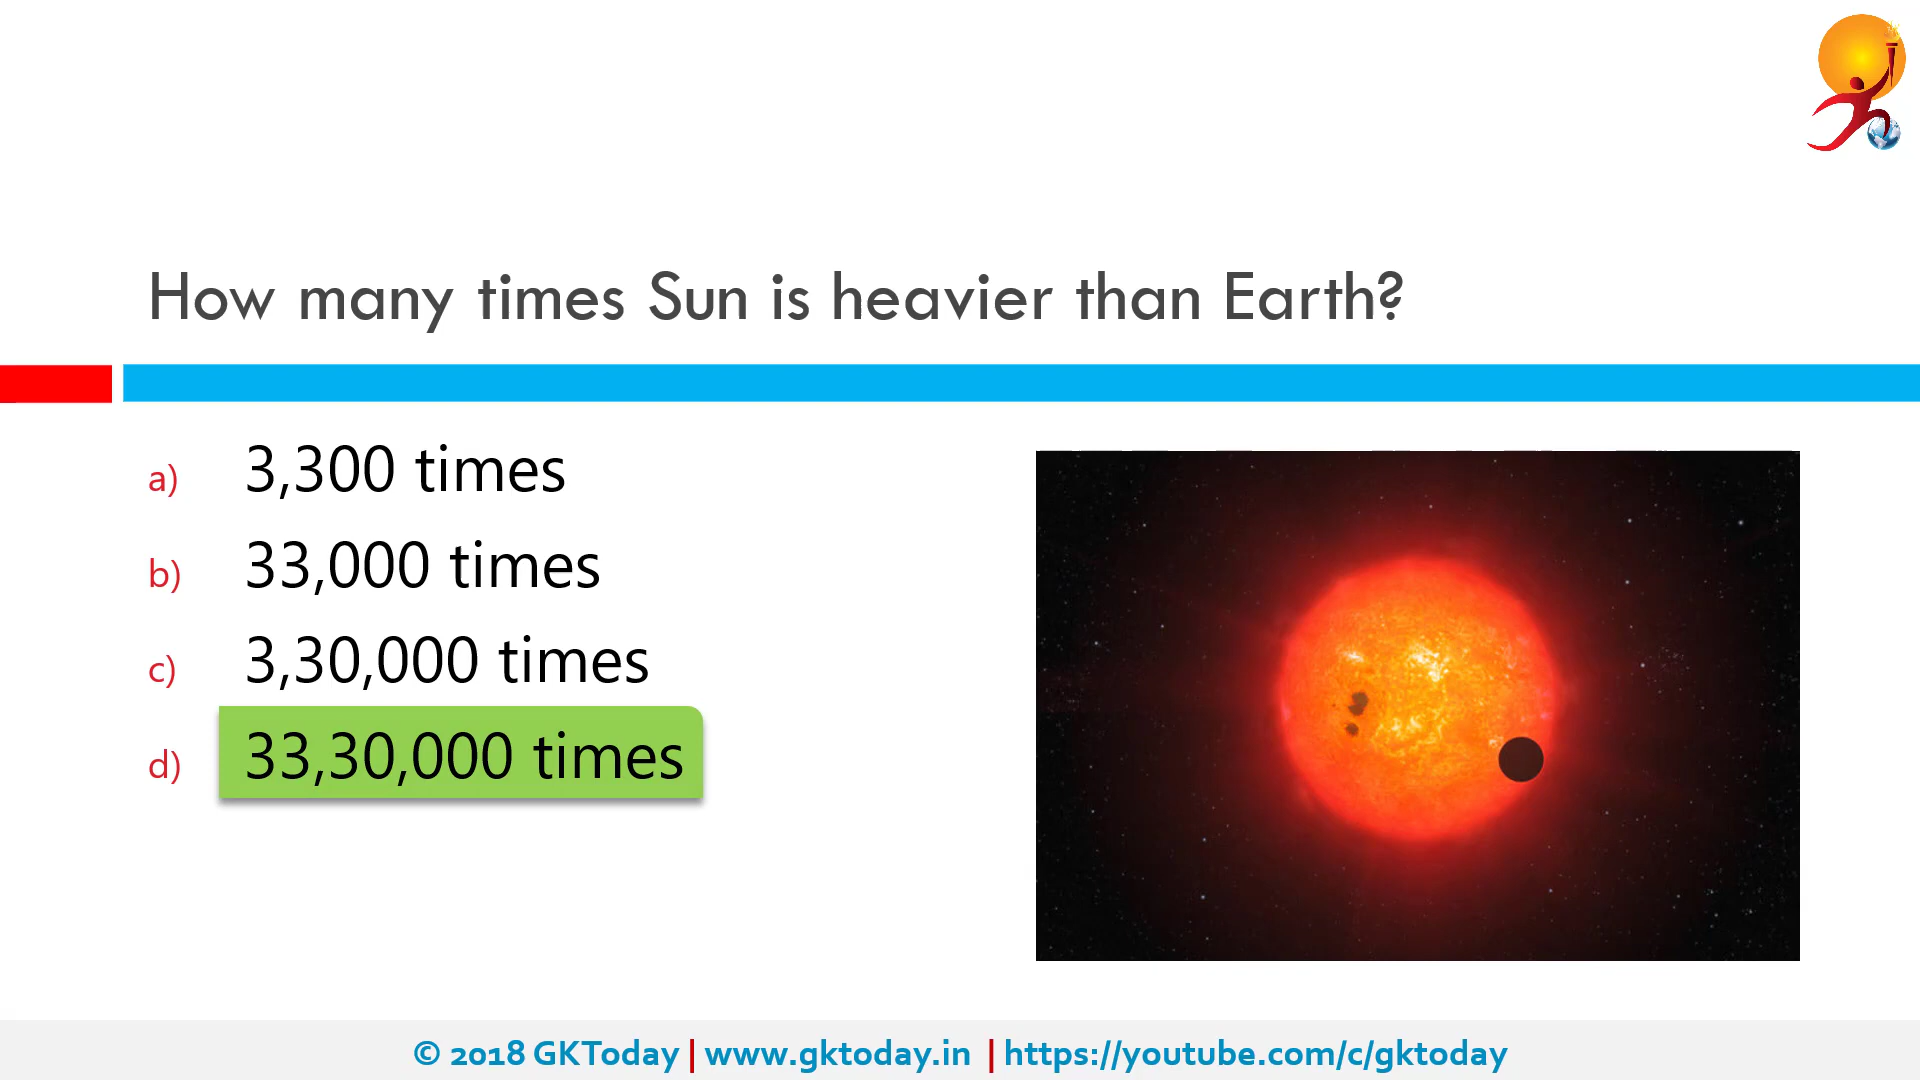 How many times Sun is heavier than Earth?
a) 3,300 times
b) 33,000 times
c) 3,30,000 times
d) 33,30,000 times
© 2018 GKToday | www.gktoday.in | https://youtube.com/c/gktoday